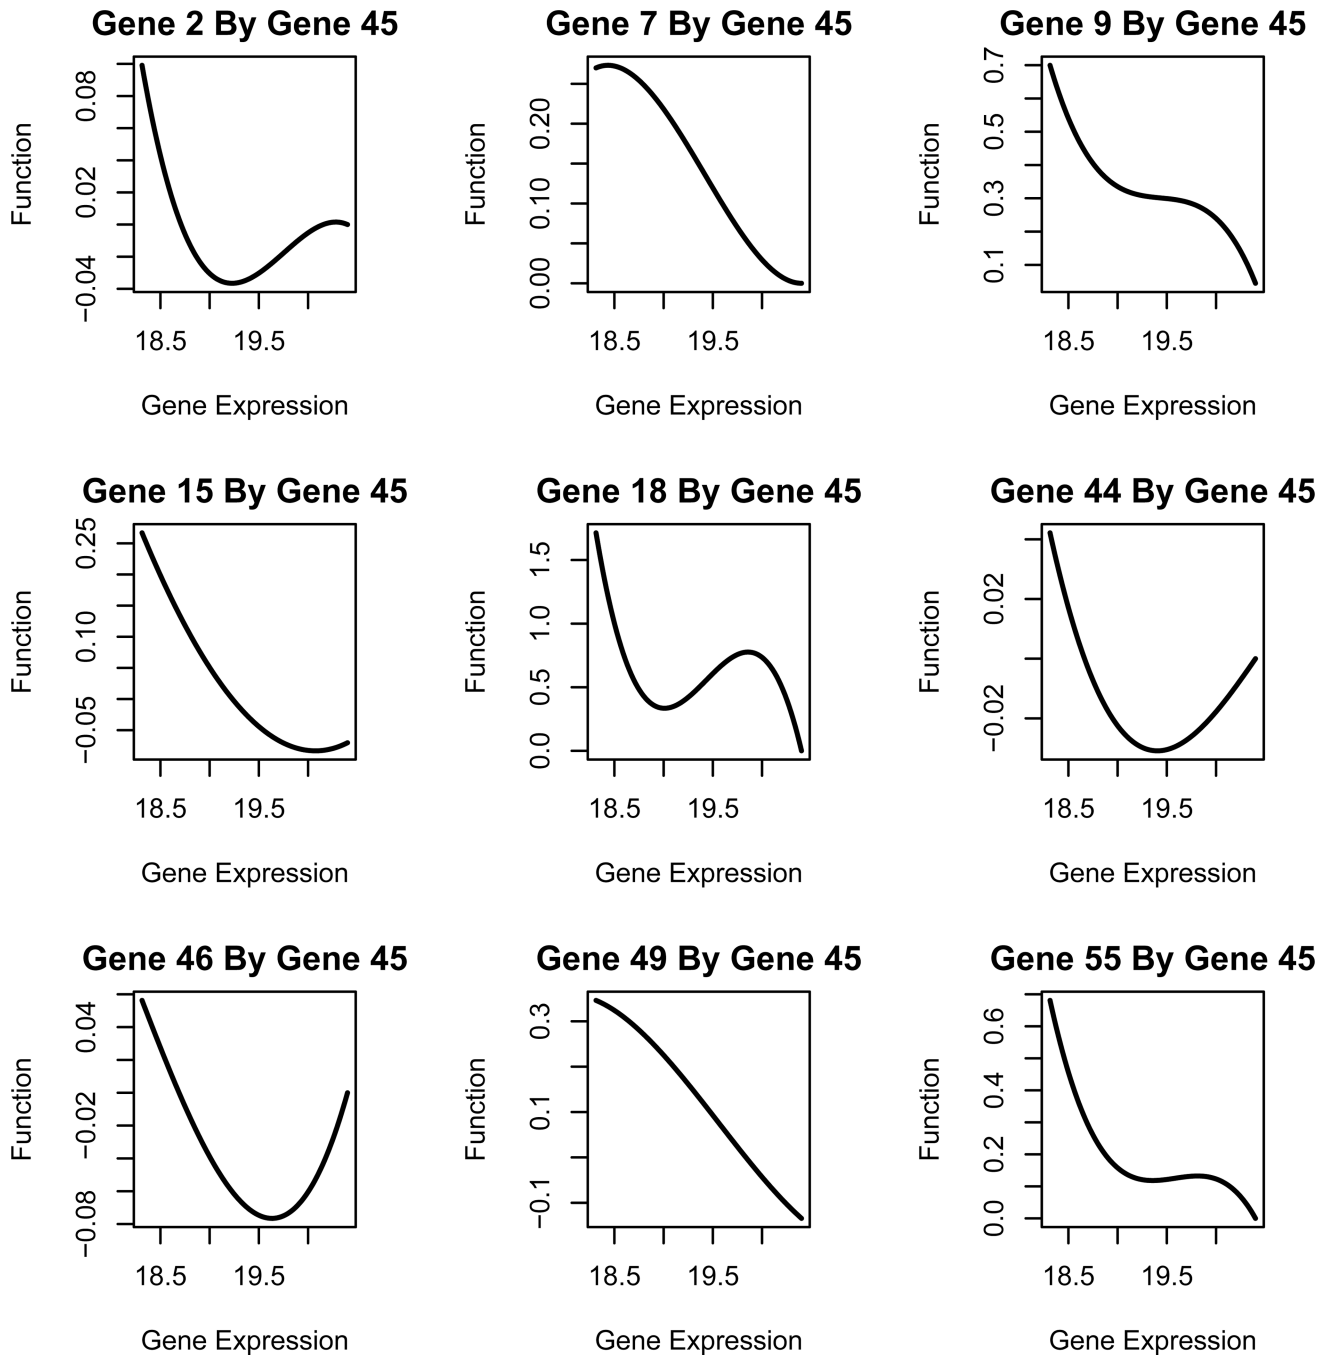 Gene 2 By Gene 45
Function
0.08
0.02
−0.04
18.5 19.5
Gene Expression
Gene 7 By Gene 45
Function
0.20
0.10
0.00
18.5 19.5
Gene Expression
Gene 9 By Gene 45
Function
0.7
0.5
0.3
0.1
18.5 19.5
Gene Expression
Gene 15 By Gene 45
Function
0.25
0.10
−0.05
18.5 19.5
Gene Expression
Gene 18 By Gene 45
Function
1.5
1.0
0.5
0.0
18.5 19.5
Gene Expression
Gene 44 By Gene 45
Function
0.02
−0.02
18.5 19.5
Gene Expression
Gene 46 By Gene 45
Function
0.04
−0.02
−0.08
18.5 19.5
Gene Expression
Gene 49 By Gene 45
Function
0.3
0.1
−0.1
18.5 19.5
Gene Expression
Gene 55 By Gene 45
Function
0.6
0.4
0.2
0.0
18.5 19.5
Gene Expression